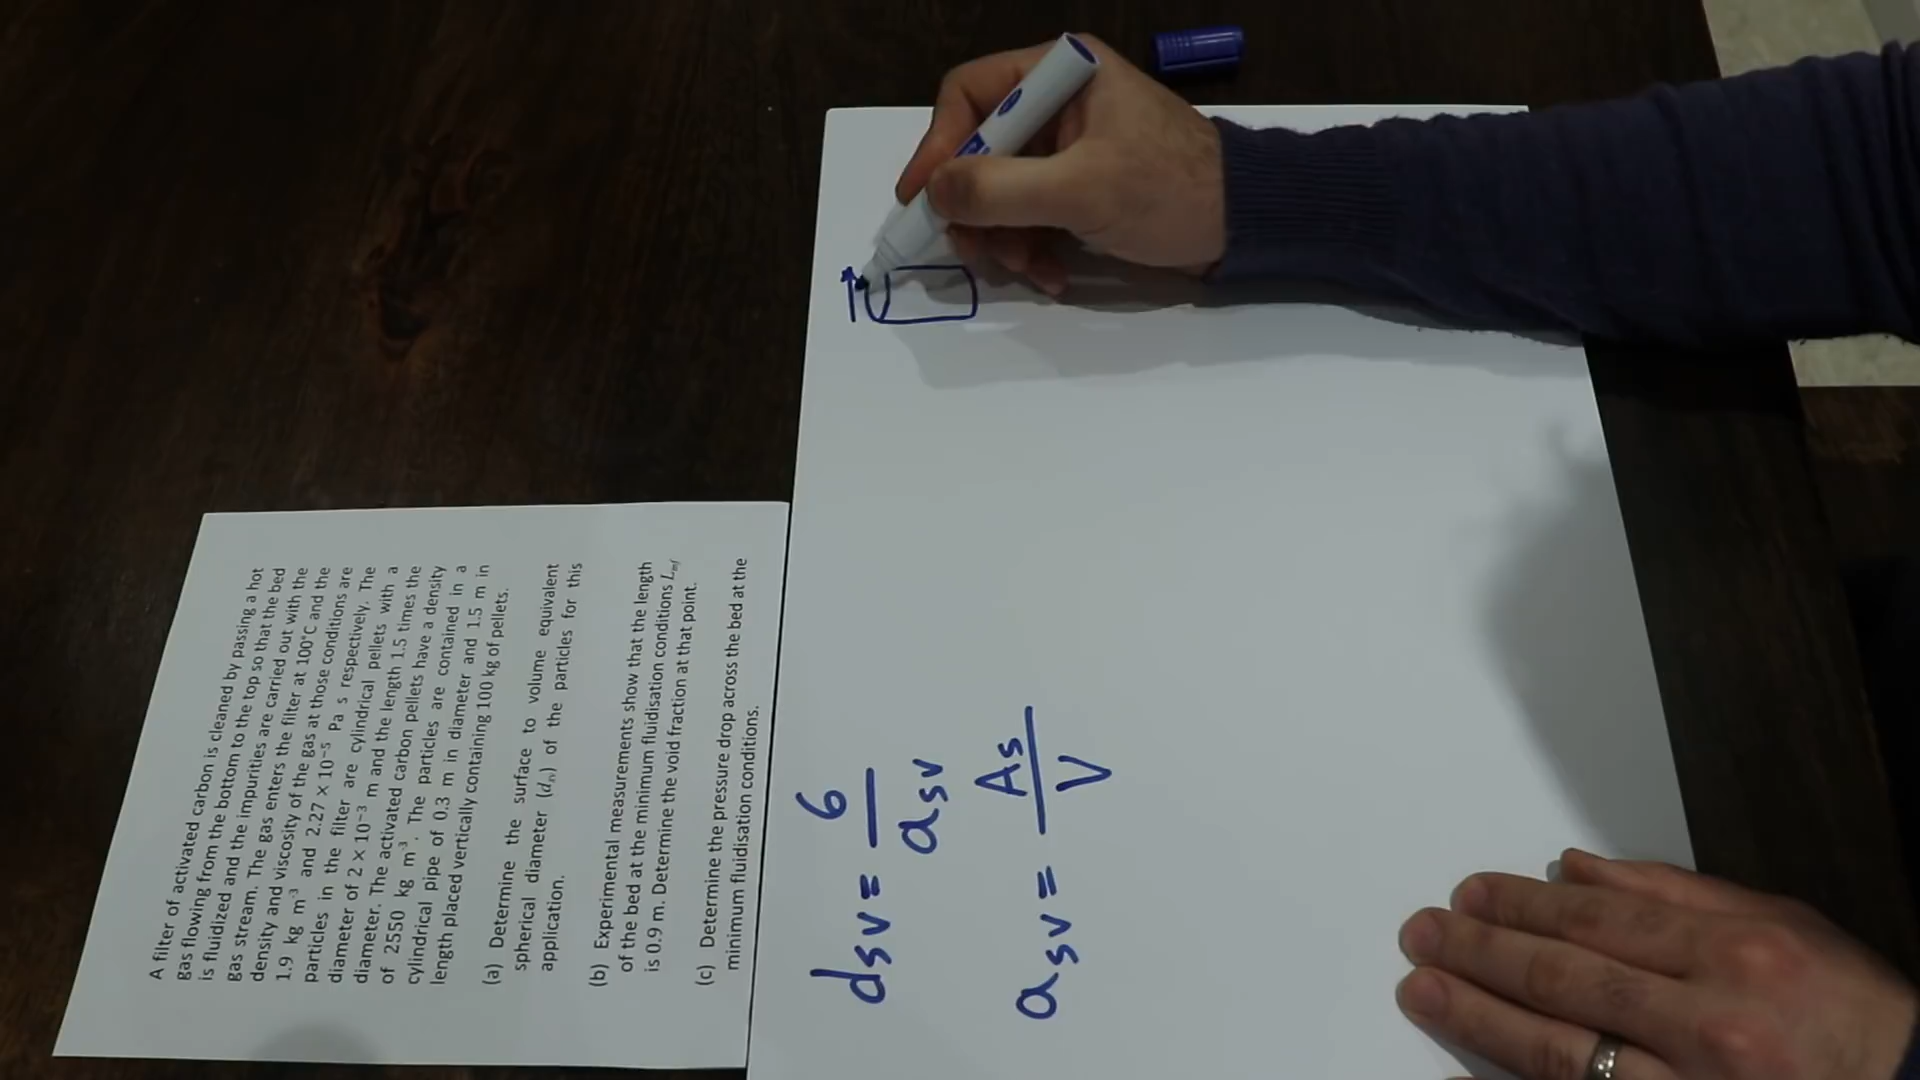 A filter of activated carbon is cleaned by passing a hot
gas flowing from the bottom to the top so that the bed
is fluidized and the impurities are carried out with the
gas stream. The gas enters the filter at 100°C and the
density and viscosity of the gas at those conditions are
1.9 kg m⁻³ and 2.27 × 10⁻⁵ Pa s respectively. The
particles in the filter are cylindrical pellets with a
diameter of 2 × 10⁻³ m and the length 1.5 times the
diameter. The activated carbon pellets have a density
of 2550 kg m⁻³. The particles are contained in a
cylindrical pipe of 0.3 m in diameter and 1.5 m in
length placed vertically containing 100 kg of pellets.
(a) Determine the surface to volume equivalent
spherical diameter (dₛᵥ) of the particles for this
application.
(b) Experimental measurements show that the length
of the bed at the minimum fluidisation conditions Lmf
is 0.9 m. Determine the void fraction at that point.
(c) Determine the pressure drop across the bed at the
minimum fluidisation conditions.
dsv = 6/asv
asv = As/V